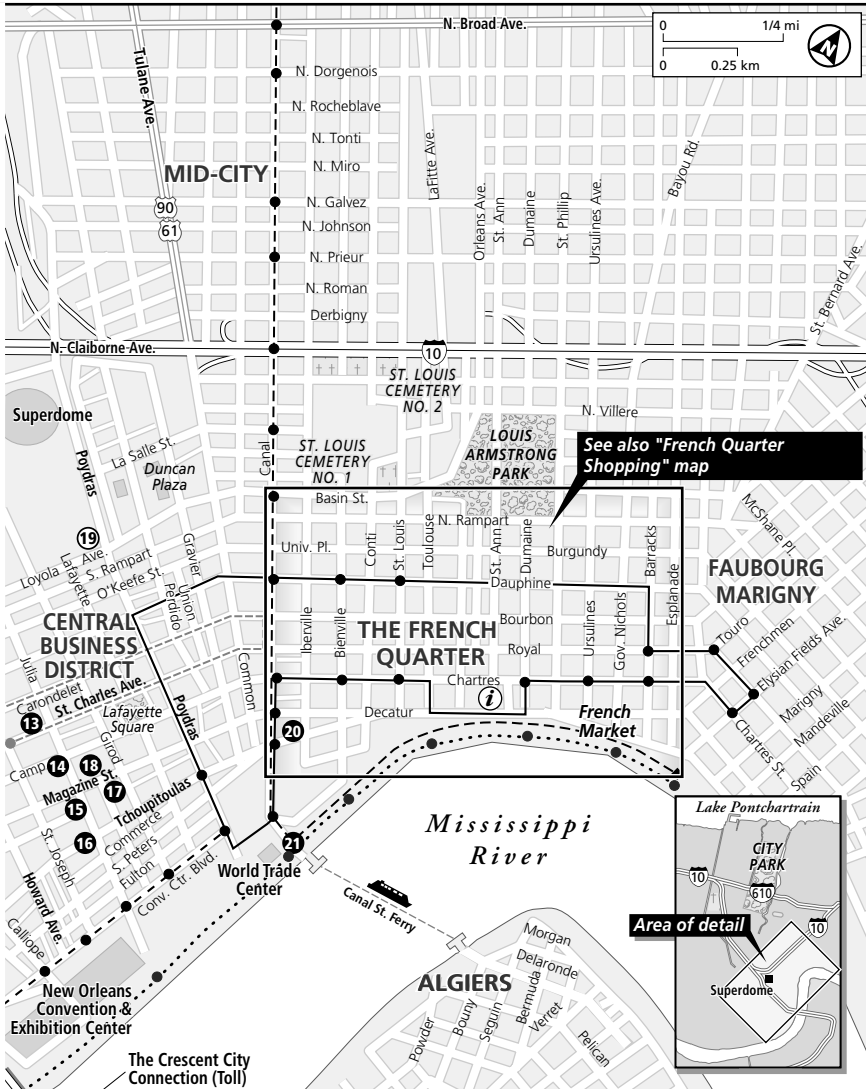 N. Broad Ave.
0 1/4 mi
0 0.25 km
N
Tulane Ave.
N. Dorgenois
N. Rocheblave
N. Tonti
N. Miro
MID-CITY
LaFitte Ave.
Bayou Rd.
90
61
N. Galvez
N. Johnson
N. Prieur
N. Roman
Derbigny
Orleans Ave.
St. Ann
Dumaine
St. Phillip
Ursulines Ave.
St. Bernard Ave.
N. Claiborne Ave.
10
ST. LOUIS
CEMETERY
NO. 2
Superdome
N. Villere
Poydras
La Salle St.
Duncan
Plaza
Canal
ST. LOUIS
CEMETERY
NO. 1
LOUIS
ARMSTRONG
PARK
See also "French Quarter
Shopping" map
Basin St.
N. Rampart
McShane Pl.
19
Loyola Ave.
Lafayette
S. Rampart
O'Keefe St.
Gravier
Union
Perdido
Univ. Pl.
Conti
St. Louis
Toulouse
St. Ann
Dumaine
Burgundy
Barracks
Dauphine
Esplanade
FAUBOURG
MARIGNY
CENTRAL
BUSINESS
DISTRICT
Iberville
Bienville
THE FRENCH
QUARTER
Bourbon
Royal
Ursulines
Gov. Nichols
Touro
Frenchmen
Elysian Fields Ave.
Julia
Carondelet
St. Charles Ave.
Common
Chartres
i
Marigny
Mandeville
13
Lafayette
Square
Poydras
Decatur
20
French
Market
Chartres St.
Spain
Camp
14
18
Girod
Magazine St.
17
15
Tchoupitoulas
16
Commerce
S. Peters
Fulton
St. Joseph
Conv. Ctr. Blvd.
21
World Trade
Center
Mississippi
River
Canal St. Ferry
Howard Ave.
Calliope
New Orleans
Convention &
Exhibition Center
The Crescent City
Connection (Toll)
ALGIERS
Morgan
Delaronde
Powder
Bouny
Seguin
Bermuda
Verret
Pelican
Lake Pontchartrain
CITY
PARK
10
610
10
Area of detail
Superdome